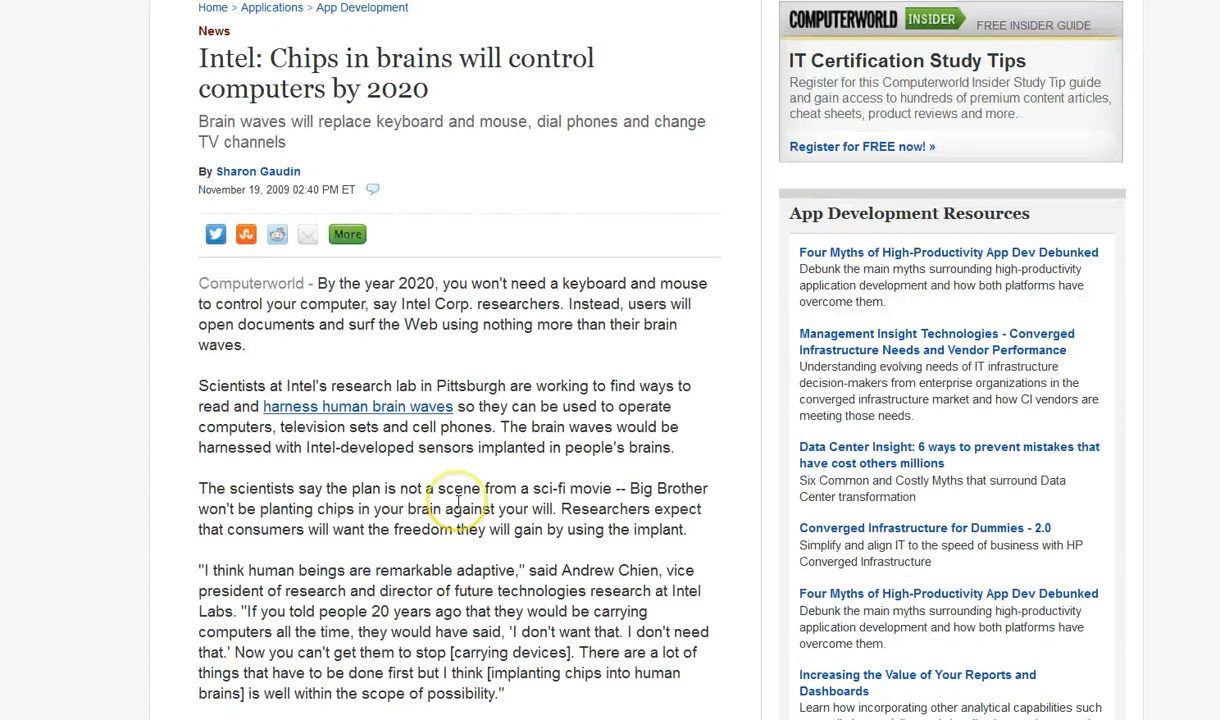 Home > Applications > App Development
News
Intel: Chips in brains will control
computers by 2020
Brain waves will replace keyboard and mouse, dial phones and change
TV channels
By Sharon Gaudin
November 19, 2009 02:40 PM ET
More
Computerworld - By the year 2020, you won't need a keyboard and mouse
to control your computer, say Intel Corp. researchers. Instead, users will
open documents and surf the Web using nothing more than their brain
waves.
Scientists at Intel's research lab in Pittsburgh are working to find ways to
read and harness human brain waves so they can be used to operate
computers, television sets and cell phones. The brain waves would be
harnessed with Intel-developed sensors implanted in people's brains.
The scientists say the plan is not a scene from a sci-fi movie -- Big Brother
won't be planting chips in your brain against your will. Researchers expect
that consumers will want the freedom they will gain by using the implant.
"I think human beings are remarkable adaptive," said Andrew Chien, vice
president of research and director of future technologies research at Intel
Labs. "If you told people 20 years ago that they would be carrying
computers all the time, they would have said, 'I don't want that. I don't need
that.' Now you can't get them to stop [carrying devices]. There are a lot of
things that have to be done first but I think [implanting chips into human
brains] is well within the scope of possibility."
COMPUTERWORLD INSIDER FREE INSIDER GUIDE
IT Certification Study Tips
Register for this Computerworld Insider Study Tip guide
and gain access to hundreds of premium content articles,
cheat sheets, product reviews and more.
Register for FREE now! »
App Development Resources
Four Myths of High-Productivity App Dev Debunked
Debunk the main myths surrounding high-productivity
application development and how both platforms have
overcome them.
Management Insight Technologies - Converged
Infrastructure Needs and Vendor Performance
Understanding evolving needs of IT infrastructure
decision-makers from enterprise organizations in the
converged infrastructure market and how CI vendors are
meeting those needs.
Data Center Insight: 6 ways to prevent mistakes that
have cost others millions
Six Common and Costly Myths that surround Data
Center transformation
Converged Infrastructure for Dummies - 2.0
Simplify and align IT to the speed of business with HP
Converged Infrastructure
Four Myths of High-Productivity App Dev Debunked
Debunk the main myths surrounding high-productivity
application development and how both platforms have
overcome them.
Increasing the Value of Your Reports and
Dashboards
Learn how incorporating other analytical capabilities such